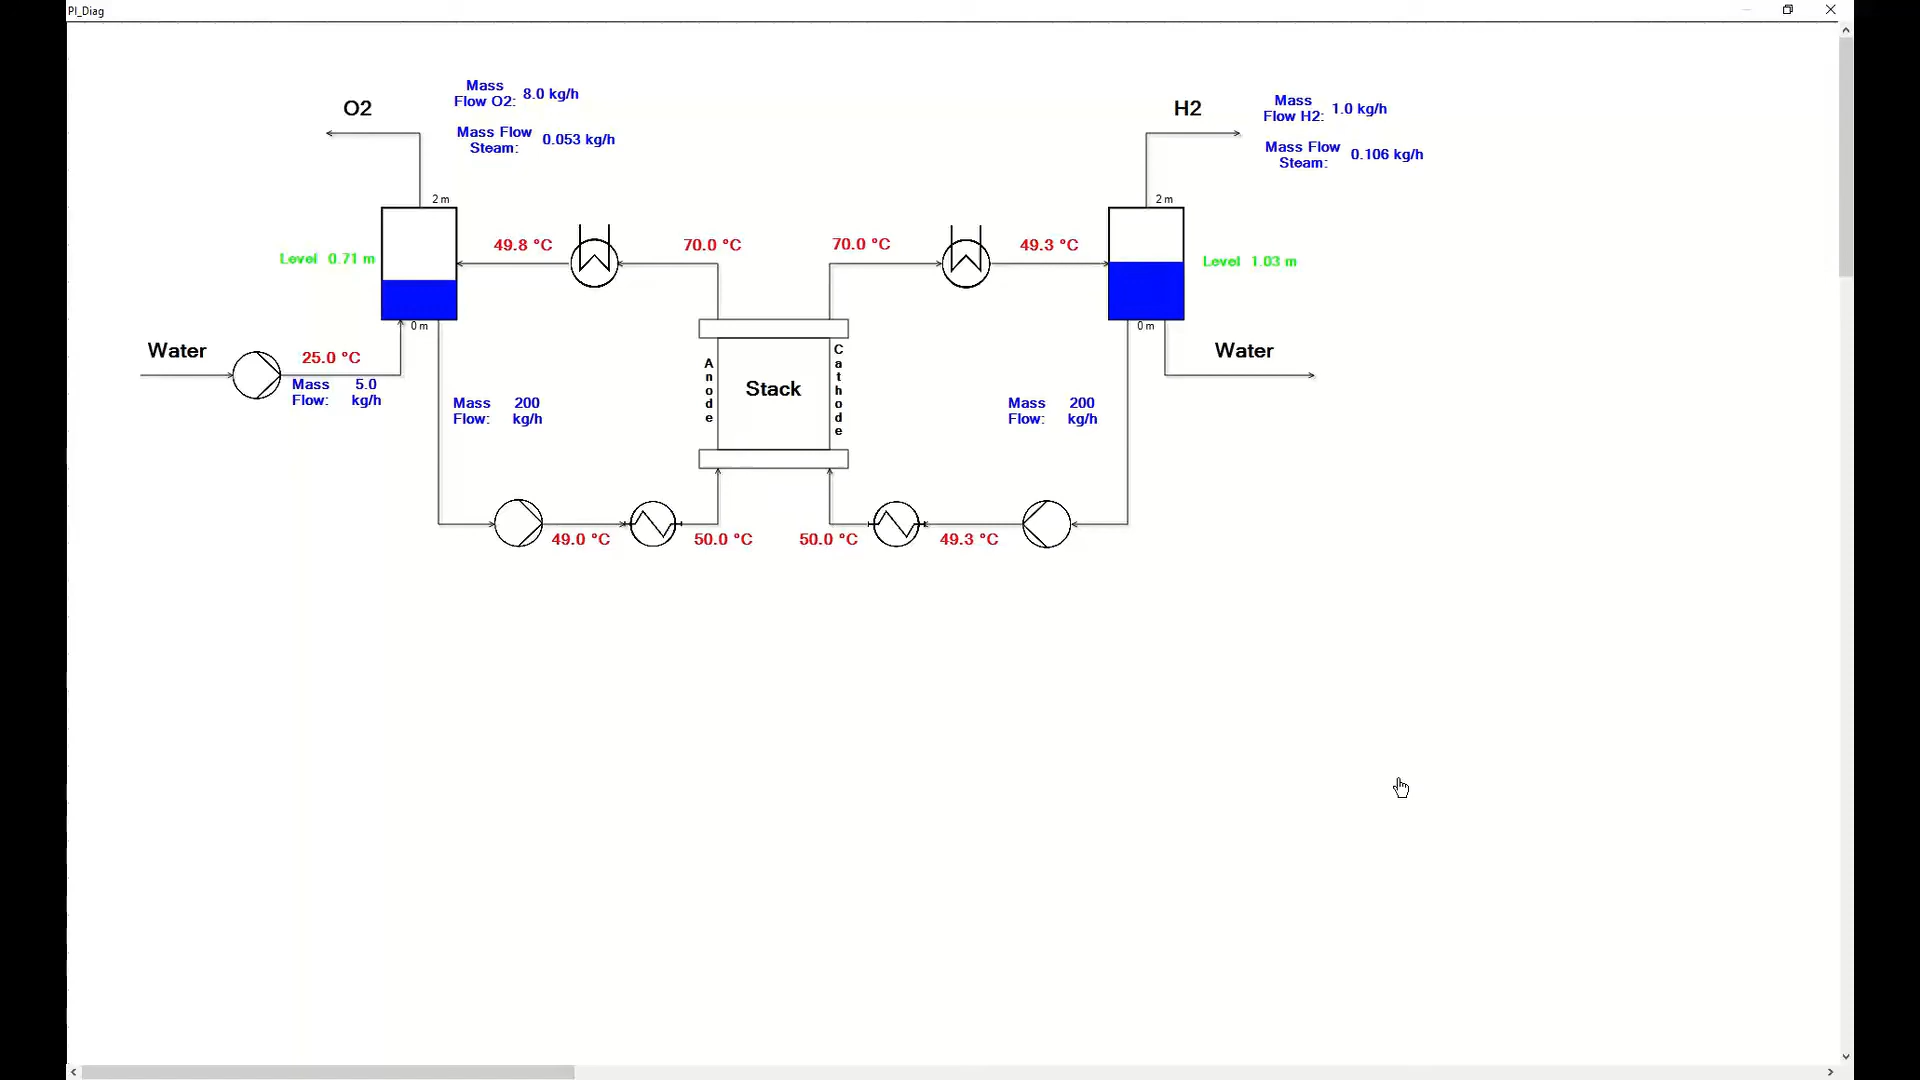 PI_Diag
O2
Mass
Flow O2: 8.0 kg/h
Mass Flow
Steam: 0.053 kg/h
H2
Mass
Flow H2: 1.0 kg/h
Mass Flow
Steam: 0.106 kg/h
2 m
2 m
49.8 °C
70.0 °C
70.0 °C
49.3 °C
Level 0.71 m
Level 1.03 m
0 m
0 m
Water
25.0 °C
Mass 5.0
Flow: kg/h
Anode
Stack
Cathode
Water
Mass 200
Flow: kg/h
Mass 200
Flow: kg/h
49.0 °C
50.0 °C
50.0 °C
49.3 °C